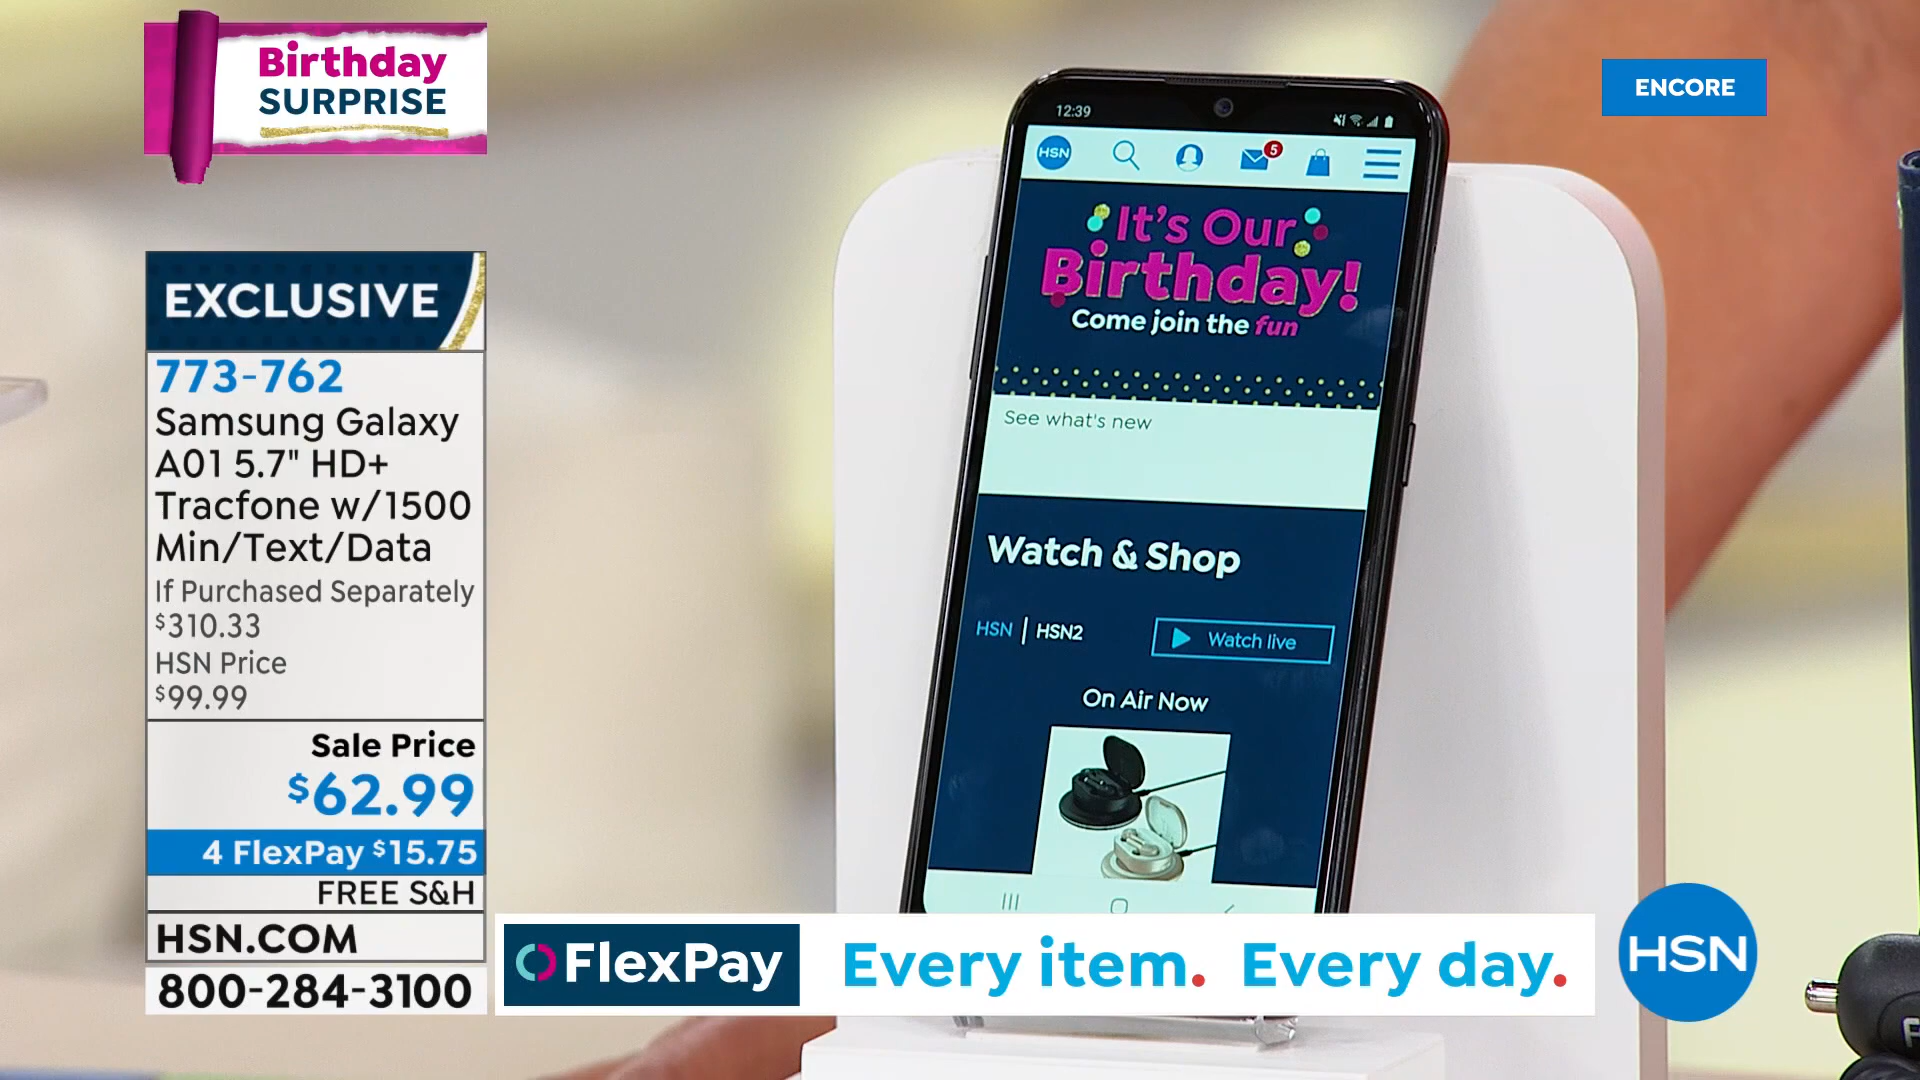 Birthday
SURPRISE
ENCORE
EXCLUSIVE
773-762
Samsung Galaxy
A01 5.7" HD+
Tracfone w/1500
Min/Text/Data
If Purchased Separately
$310.33
HSN Price
$99.99
Sale Price
$62.99
4 FlexPay $15.75
FREE S&H
HSN.COM
800-284-3100
12:39
HSN
5
It's Our
Birthday!
Come join the fun
See what's new
Watch & Shop
HSN | HSN2
Watch live
On Air Now
FlexPay Every item. Every day.
HSN